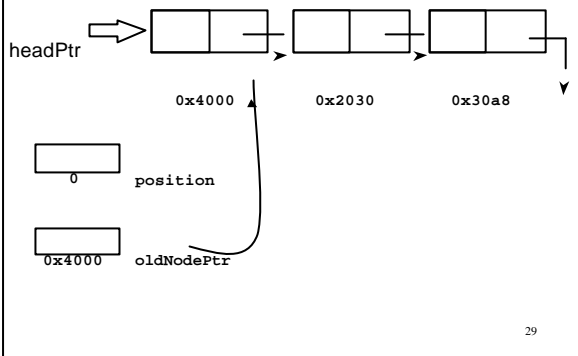 headPtr
0x4000 0x2030 0x30a8
0 position
0x4000 oldNodePtr
29